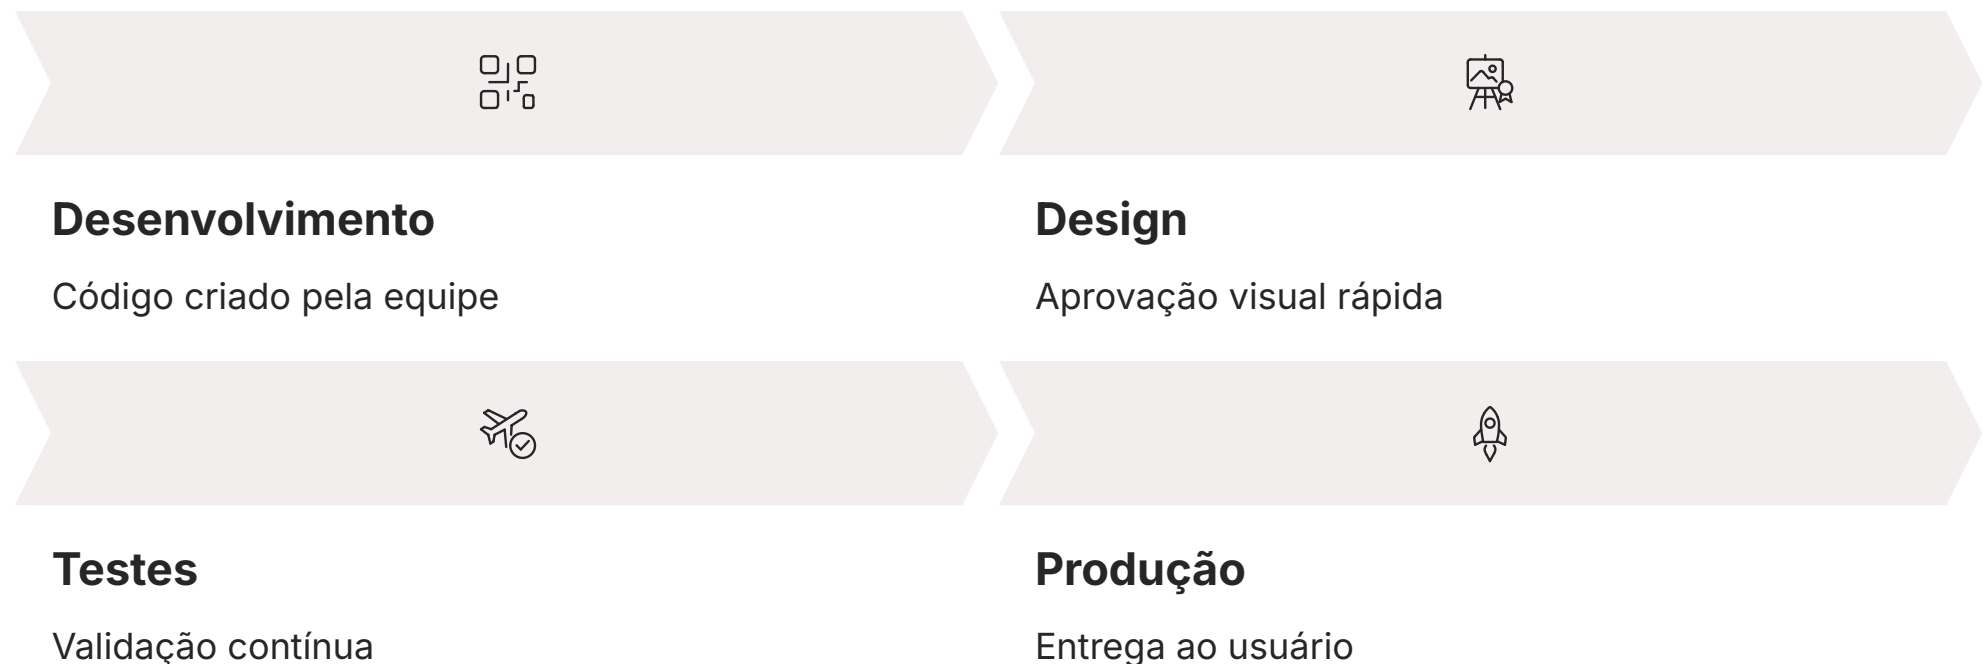 Desenvolvimento
Código criado pela equipe
Design
Aprovação visual rápida
Testes
Validação contínua
Produção
Entrega ao usuário